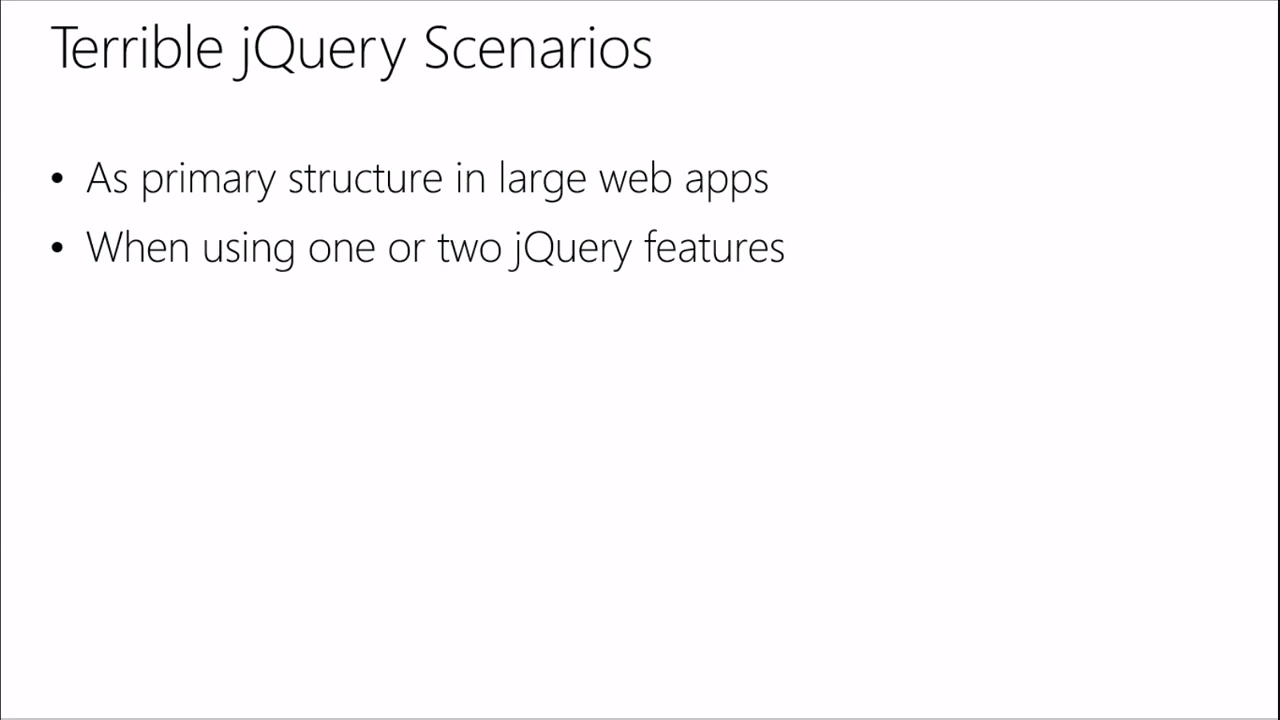 Terrible jQuery Scenarios
• As primary structure in large web apps
• When using one or two jQuery features